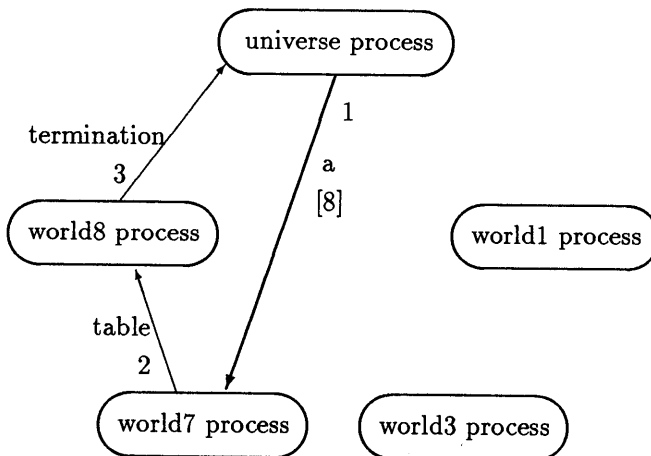 universe process
1
termination
a
3
[8]
world8 process
world1 process
table
2
world7 process
world3 process